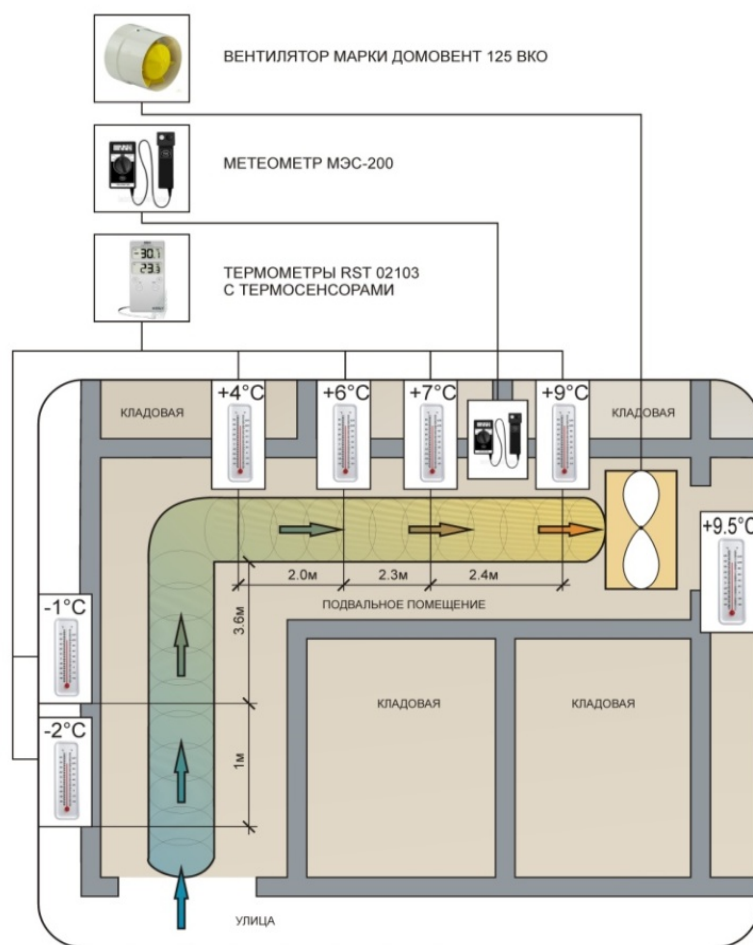 ВЕНТИЛЯТОР МАРКИ ДОМОВЕНТ 125 ВКО
МЕТЕОМЕТР МЭС-200
-30.1
23.3
ТЕРМОМЕТРЫ RST 02103
С ТЕРМОСЕНСОРАМИ
КЛАДОВАЯ
+4°C
+6°C
+7°C
+9°C
КЛАДОВАЯ
+9.5°C
2.0м
2.3м
2.4м
ПОДВАЛЬНОЕ ПОМЕЩЕНИЕ
-1°C
3.6м
КЛАДОВАЯ
КЛАДОВАЯ
-2°C
1м
УЛИЦА